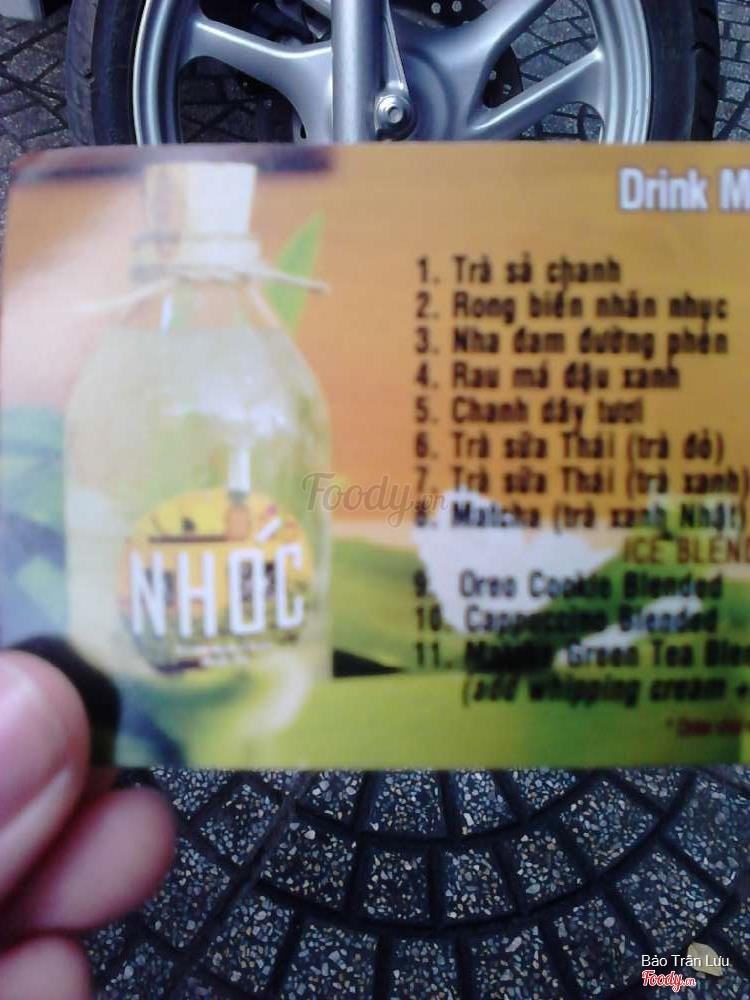 Drink M
1. Trà sả chanh
2. Rong biển nhãn nhục
3. Nha đam đường phèn
4. Rau má đậu xanh
5. Chanh dây tươi
6. Trà sữa Thái (trà đỏ)
7. Trà sữa Thái (trà xanh)
8. Matcha (trà xanh Nhật)
ICE BLEN
9. Oreo Cookie Blended
10. Cappuccino Blended
11. Matcha Green Tea Ble
(add whipping cream +
NHÓC
Foody.vn
Bảo Trân Lưu
Foody.vn